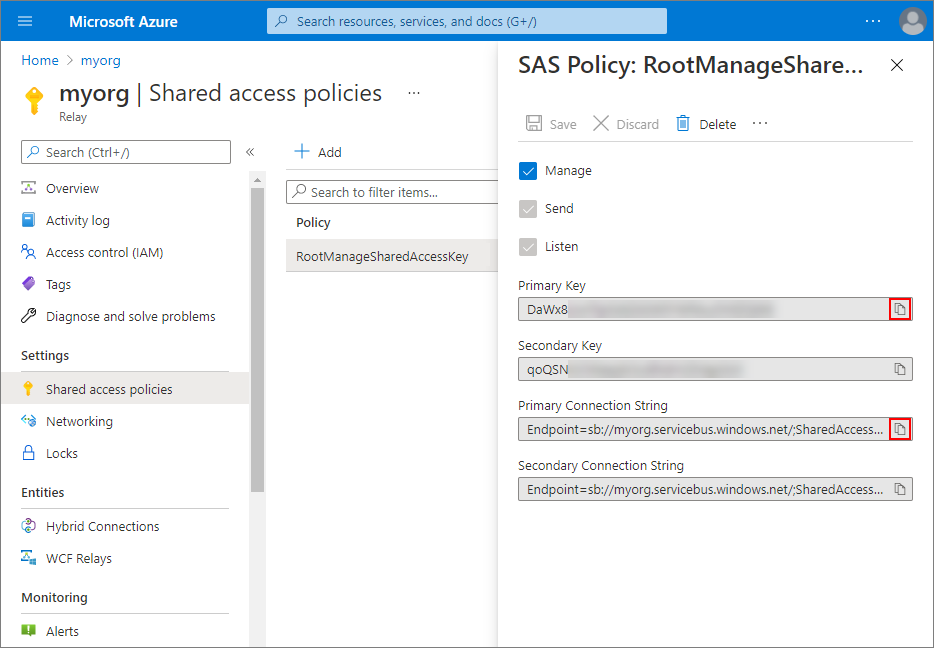 Microsoft Azure
Search resources, services, and docs (G+/)
Home > myorg
myorg | Shared access policies
Relay
Search (Ctrl+/)
Overview
Activity log
Access control (IAM)
Tags
Diagnose and solve problems
Settings
Shared access policies
Networking
Locks
Entities
Hybrid Connections
WCF Relays
Monitoring
Alerts
Add
Search to filter items...
Policy
RootManageSharedAccessKey
SAS Policy: RootManageShare...
Save Discard Delete
Manage
Send
Listen
Primary Key
DaWx8
Secondary Key
qoQSN
Primary Connection String
Endpoint=sb://myorg.servicebus.windows.net/;SharedAccess...
Secondary Connection String
Endpoint=sb://myorg.servicebus.windows.net/;SharedAccess...